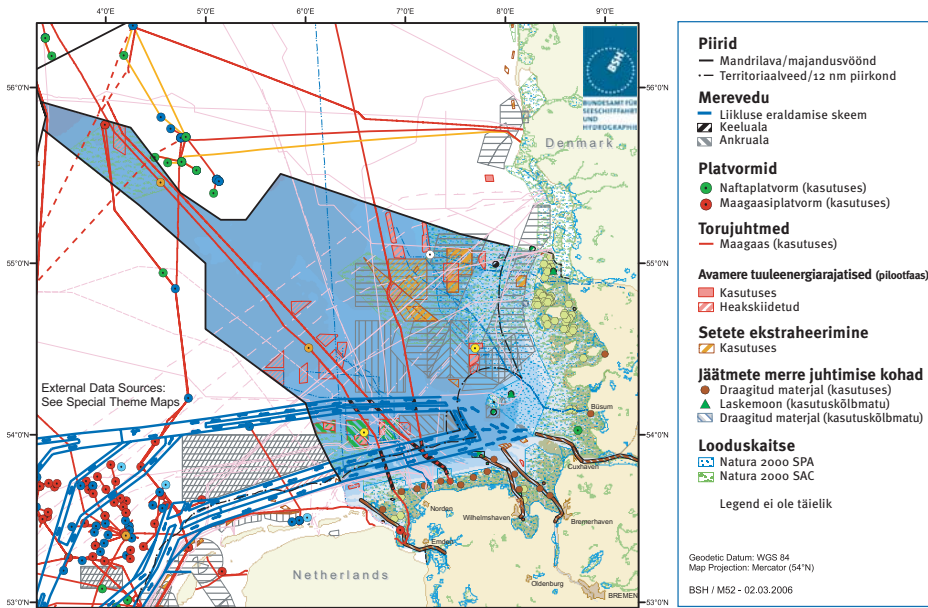 4°0'E 5°0'E 6°0'E 7°0'E 8°0'E 9°0'E
56°0'N
55°0'N
54°0'N
53°0'N
56°0'N
55°0'N
54°0'N
53°0'N
BSH
BUNDESAMT FÜR
SEESCHIFFFAHRT
UND
HYDROGRAPHIE
Denmark
External Data Sources:
See Special Theme Maps
Büsum
Cuxhaven
Norden
Wilhelmshaven
Bremerhaven
Emden
Netherlands
Oldenburg
BREMEN
Piirid
Mandrilava/majandusvöönd
Territoriaalveed/12 nm piirkond
Merevedu
Liikluse eraldamise skeem
Keeluala
Ankruala
Platvormid
Naftaplatvorm (kasutuses)
Maagaasiplatvorm (kasutuses)
Torujuhtmed
Maagaas (kasutuses)
Avamere tuuleenergiarajatised (pilootfaas)
Kasutuses
Heakskiidetud
Setete ekstraheerimine
Kasutuses
Jäätmete merre juhtimise kohad
Draagitud materjal (kasutuses)
Laskemoon (kasutuskõlbmatu)
Draagitud materjal (kasutuskõlbmatu)
Looduskaitse
Natura 2000 SPA
Natura 2000 SAC
Legend ei ole täielik
Geodetic Datum: WGS 84
Map Projection: Mercator (54°N)
BSH / M52 - 02.03.2006